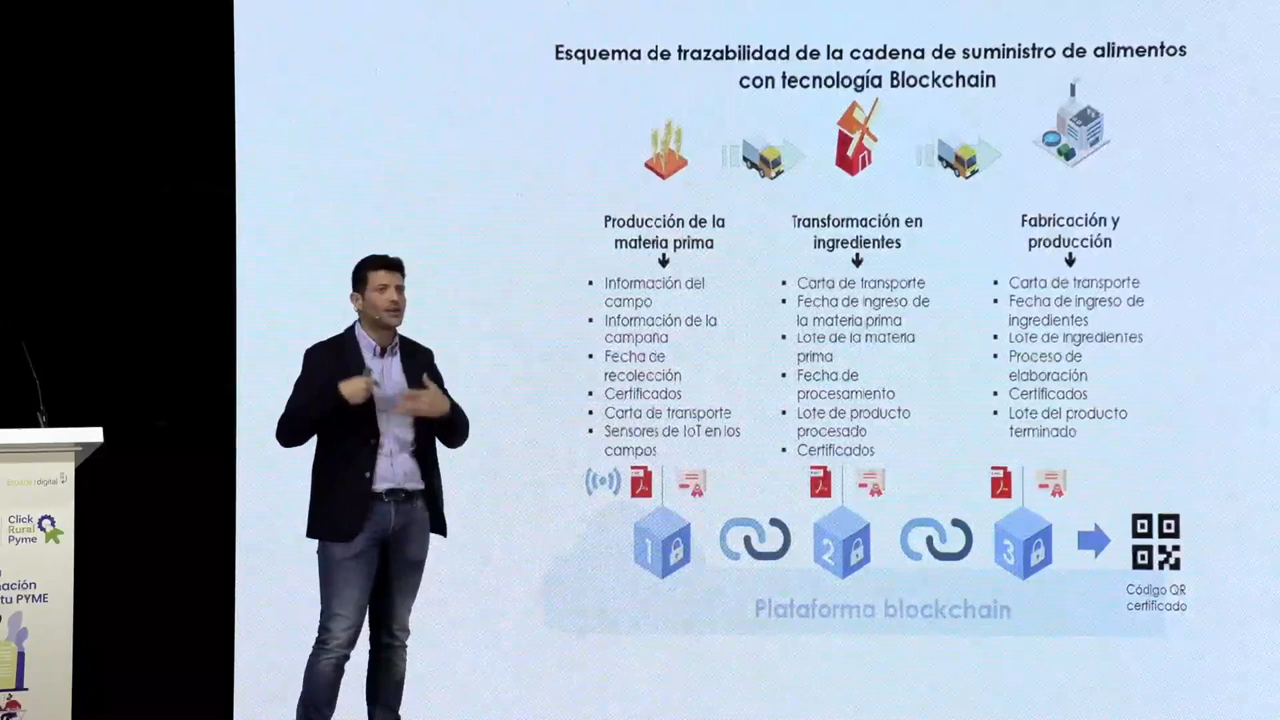 Esquema de trazabilidad de la cadena de suministro de alimentos
con tecnología Blockchain
Producción de la
materia prima
▪ Información del
campo
▪ Información de la
campaña
▪ Fecha de
recolección
▪ Certificados
▪ Carta de transporte
▪ Sensores de IoT en los
campos
Transformación en
ingredientes
▪ Carta de transporte
▪ Fecha de ingreso de
la materia prima
▪ Lote de la materia
prima
▪ Fecha de
procesamiento
▪ Lote de producto
procesado
▪ Certificados
Fabricación y
producción
▪ Carta de transporte
▪ Fecha de ingreso de
ingredientes
▪ Lote de ingredientes
▪ Proceso de
elaboración
▪ Certificados
▪ Lote del producto
terminado
1
2
3
Código QR
certificado
Plataforma blockchain
digital
Click
Rural
Pyme
tu PYME